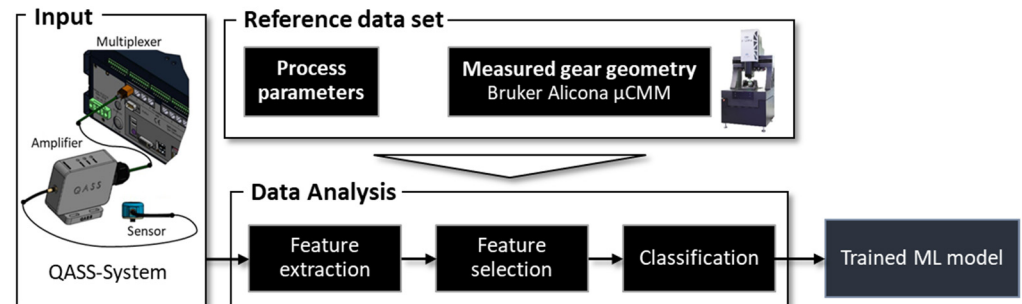 Input
Multiplexer
Amplifier
QASS
Sensor
QASS-System
Reference data set
Process
parameters
Measured gear geometry
Bruker Alicona µCMM
Data Analysis
Feature
extraction
Feature
selection
Classification
Trained ML model